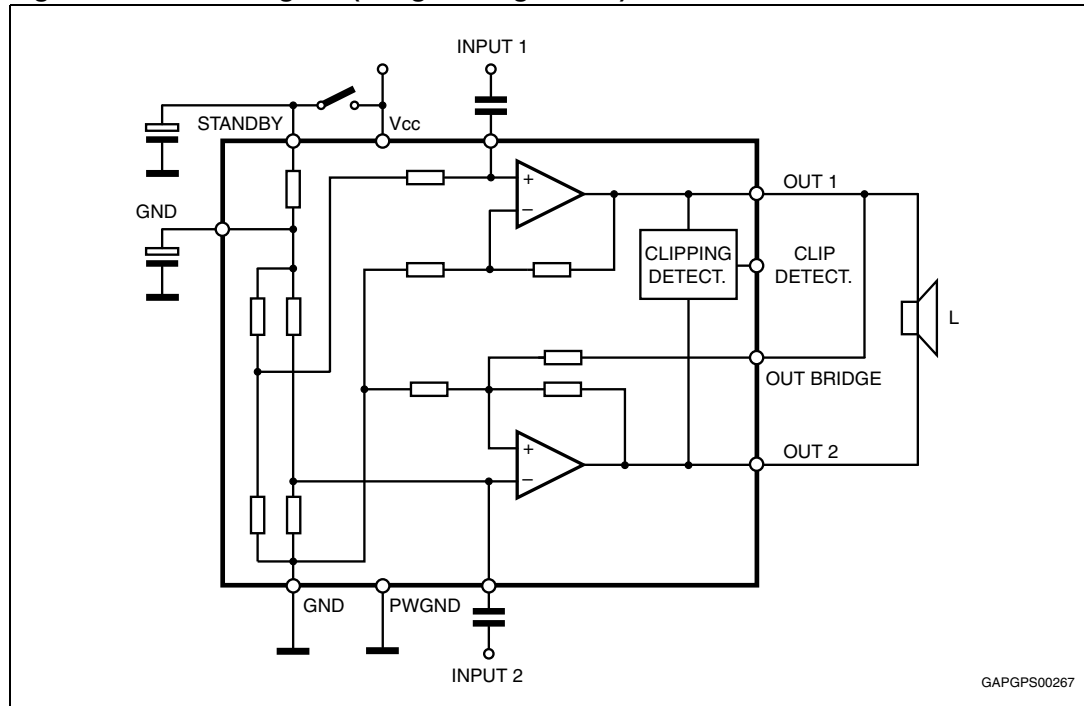 INPUT 1
STANDBY
Vcc
GND
+
−
OUT 1
CLIPPING
DETECT.
CLIP
DETECT.
L
OUT BRIDGE
+
−
OUT 2
GND
PWGND
INPUT 2
GAPGPS00267